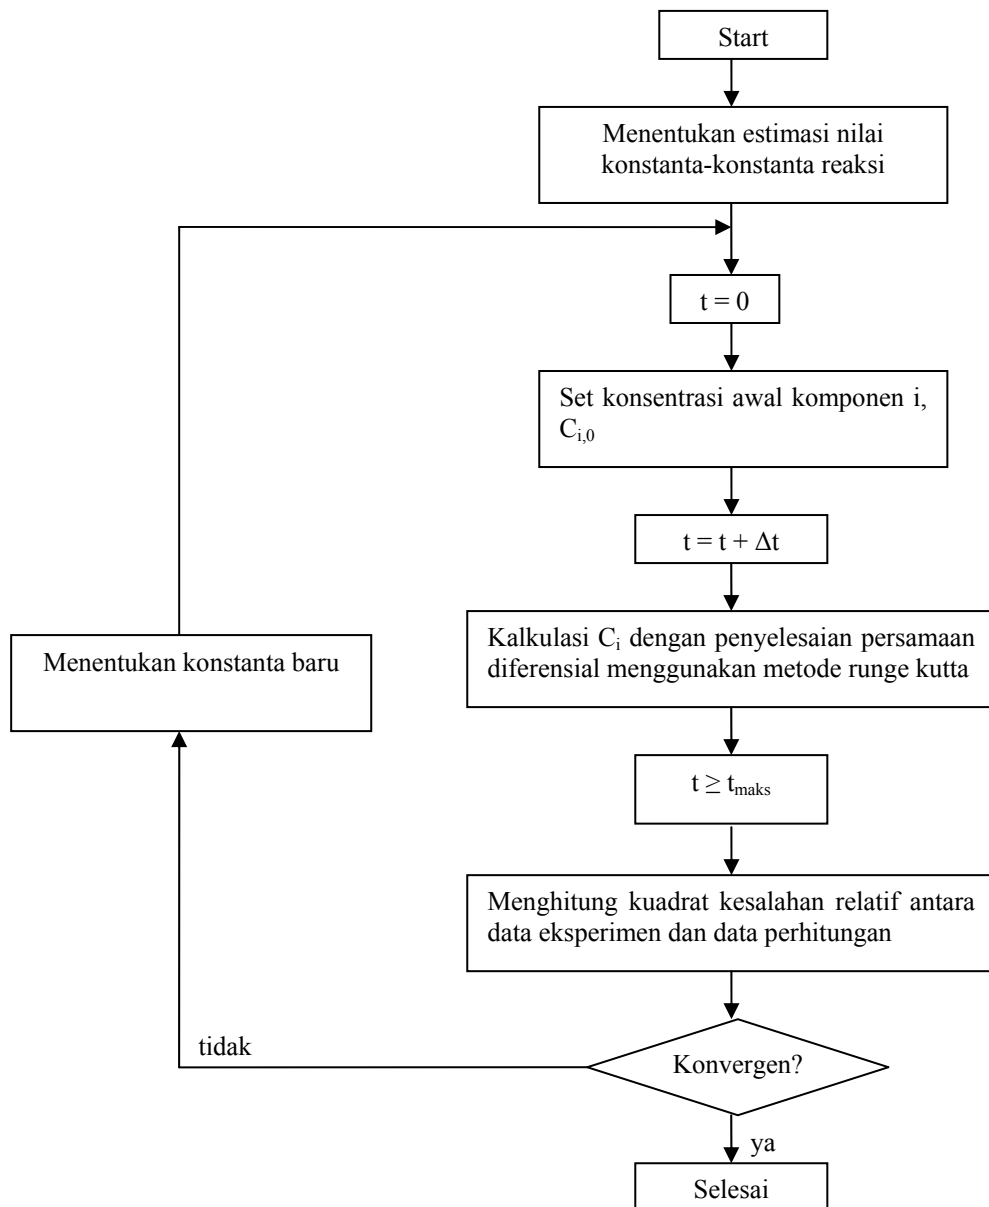 Start
Menentukan estimasi nilai
konstanta-konstanta reaksi
t = 0
Set konsentrasi awal komponen i,
C_{i,0}
t = t + Δt
Kalkulasi C_i dengan penyelesaian persamaan
diferensial menggunakan metode runge kutta
Menentukan konstanta baru
t ≥ t_{maks}
Menghitung kuadrat kesalahan relatif antara
data eksperimen dan data perhitungan
tidak
Konvergen?
ya
Selesai